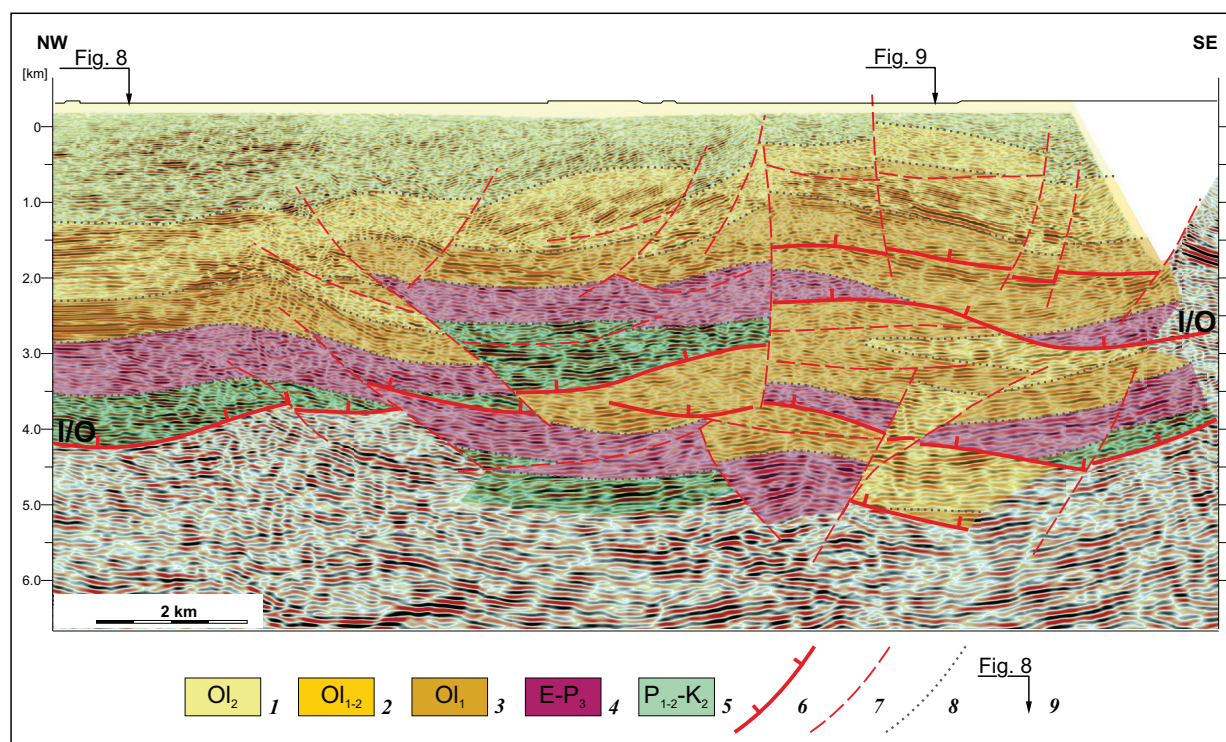 NW
SE
Fig. 8
Fig. 9
[km]
0
1.0
2.0
3.0
4.0
5.0
6.0
I/O
I/O
2 km
Ol₂ 1
Ol₁₋₂ 2
Ol₁ 3
E-P₃ 4
P₁₋₂-K₂ 5
6
7
8
Fig. 8
9